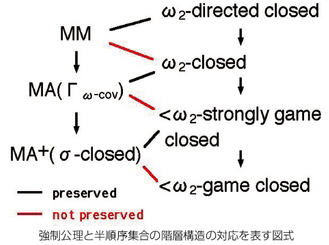 ω₂-directed closed
MM
ω₂-closed
MA(Γω-cov)
<ω₂-strongly game
closed
MA⁺(σ-closed)
<ω₂-game closed
preserved
not preserved
強制公理と半順序集合の階層構造の対応を表す図式